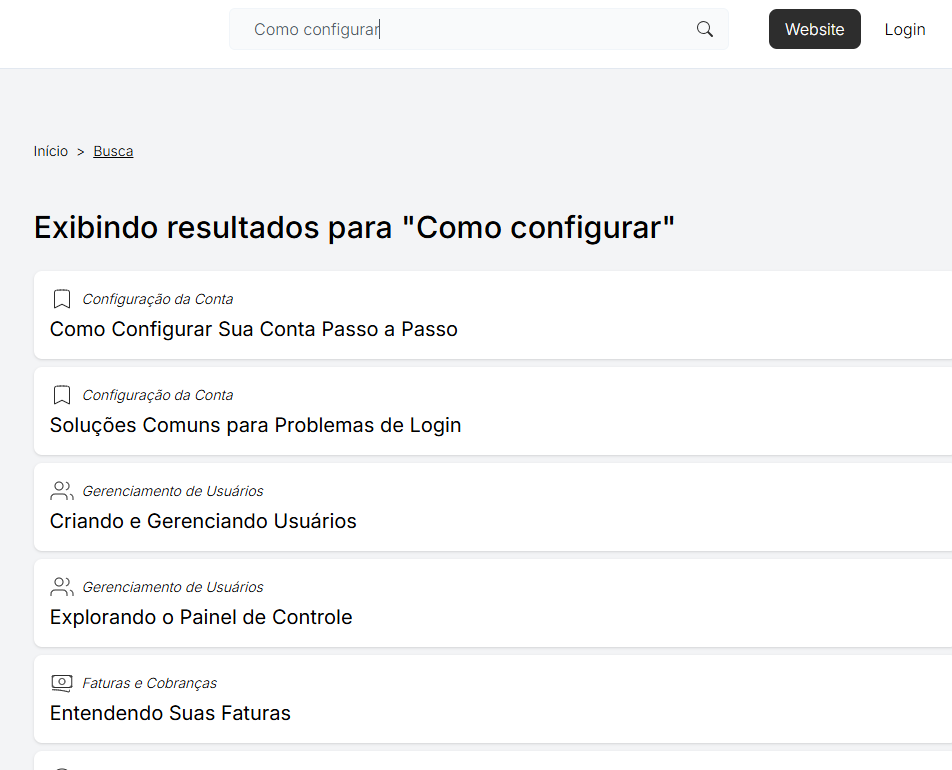 Como configurar
Website
Login
Início > Busca
Exibindo resultados para "Como configurar"
Configuração da Conta
Como Configurar Sua Conta Passo a Passo
Configuração da Conta
Soluções Comuns para Problemas de Login
Gerenciamento de Usuários
Criando e Gerenciando Usuários
Gerenciamento de Usuários
Explorando o Painel de Controle
Faturas e Cobranças
Entendendo Suas Faturas